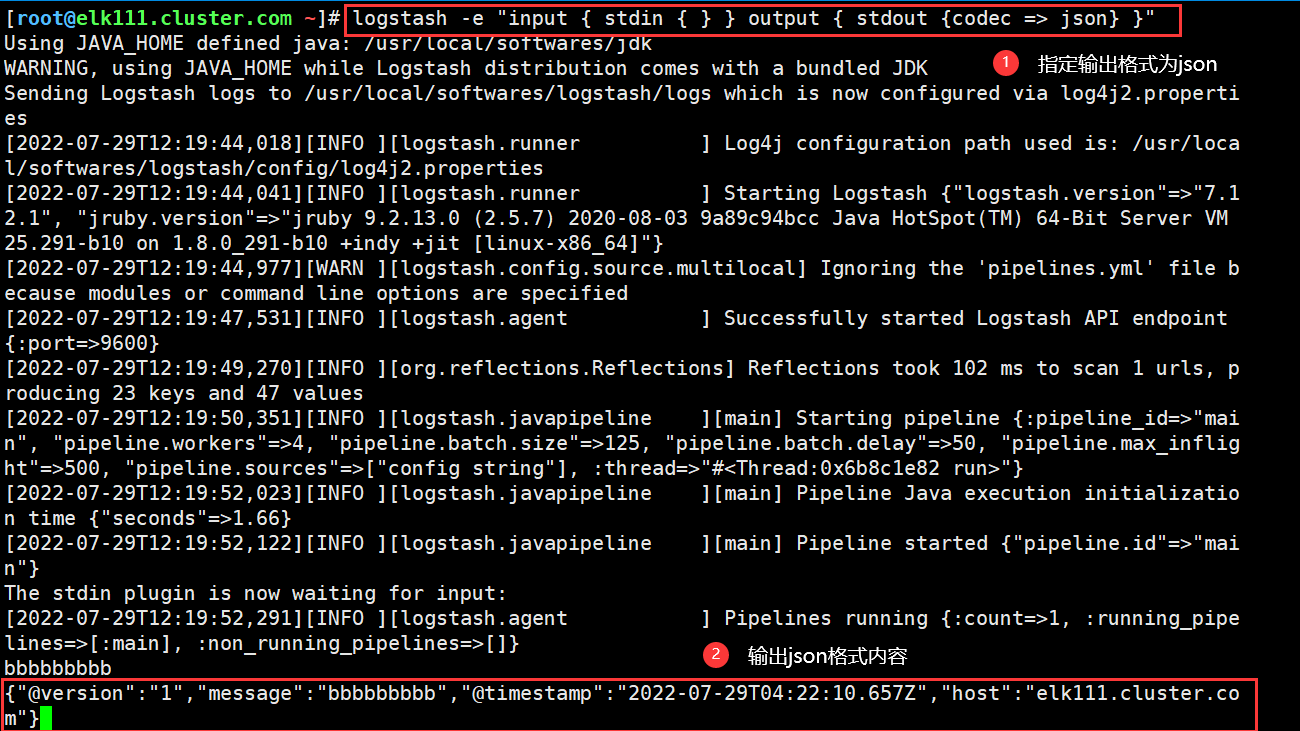 [root@elk111.cluster.com ~]# logstash -e "input { stdin { } } output { stdout {codec => json} }"
Using JAVA_HOME defined java: /usr/local/softwares/jdk
WARNING, using JAVA_HOME while Logstash distribution comes with a bundled JDK
1 指定输出格式为json
Sending Logstash logs to /usr/local/softwares/logstash/logs which is now configured via log4j2.properti
es
[2022-07-29T12:19:44,018][INFO ][logstash.runner          ] Log4j configuration path used is: /usr/loca
l/softwares/logstash/config/log4j2.properties
[2022-07-29T12:19:44,041][INFO ][logstash.runner          ] Starting Logstash {"logstash.version"=>"7.1
2.1", "jruby.version"=>"jruby 9.2.13.0 (2.5.7) 2020-08-03 9a89c94bcc Java HotSpot(TM) 64-Bit Server VM
25.291-b10 on 1.8.0_291-b10 +indy +jit [linux-x86_64]"}
[2022-07-29T12:19:44,977][WARN ][logstash.config.source.multilocal] Ignoring the 'pipelines.yml' file b
ecause modules or command line options are specified
[2022-07-29T12:19:47,531][INFO ][logstash.agent           ] Successfully started Logstash API endpoint
{:port=>9600}
[2022-07-29T12:19:49,270][INFO ][org.reflections.Reflections] Reflections took 102 ms to scan 1 urls, p
roducing 23 keys and 47 values
[2022-07-29T12:19:50,351][INFO ][logstash.javapipeline    ][main] Starting pipeline {:pipeline_id=>"mai
n", "pipeline.workers"=>4, "pipeline.batch.size"=>125, "pipeline.batch.delay"=>50, "pipeline.max_inflig
ht"=>500, "pipeline.sources"=>["config string"], :thread=>"#<Thread:0x6b8c1e82 run>"}
[2022-07-29T12:19:52,023][INFO ][logstash.javapipeline    ][main] Pipeline Java execution initializatio
n time {"seconds"=>1.66}
[2022-07-29T12:19:52,122][INFO ][logstash.javapipeline    ][main] Pipeline started {"pipeline.id"=>"mai
n"}
The stdin plugin is now waiting for input:
[2022-07-29T12:19:52,291][INFO ][logstash.agent           ] Pipelines running {:count=>1, :running_pipe
lines=>[:main], :non_running_pipelines=>[]}
2 输出json格式内容
bbbbbbbbb
{"@version":"1","message":"bbbbbbbbb","@timestamp":"2022-07-29T04:22:10.657Z","host":"elk111.cluster.co
m"}